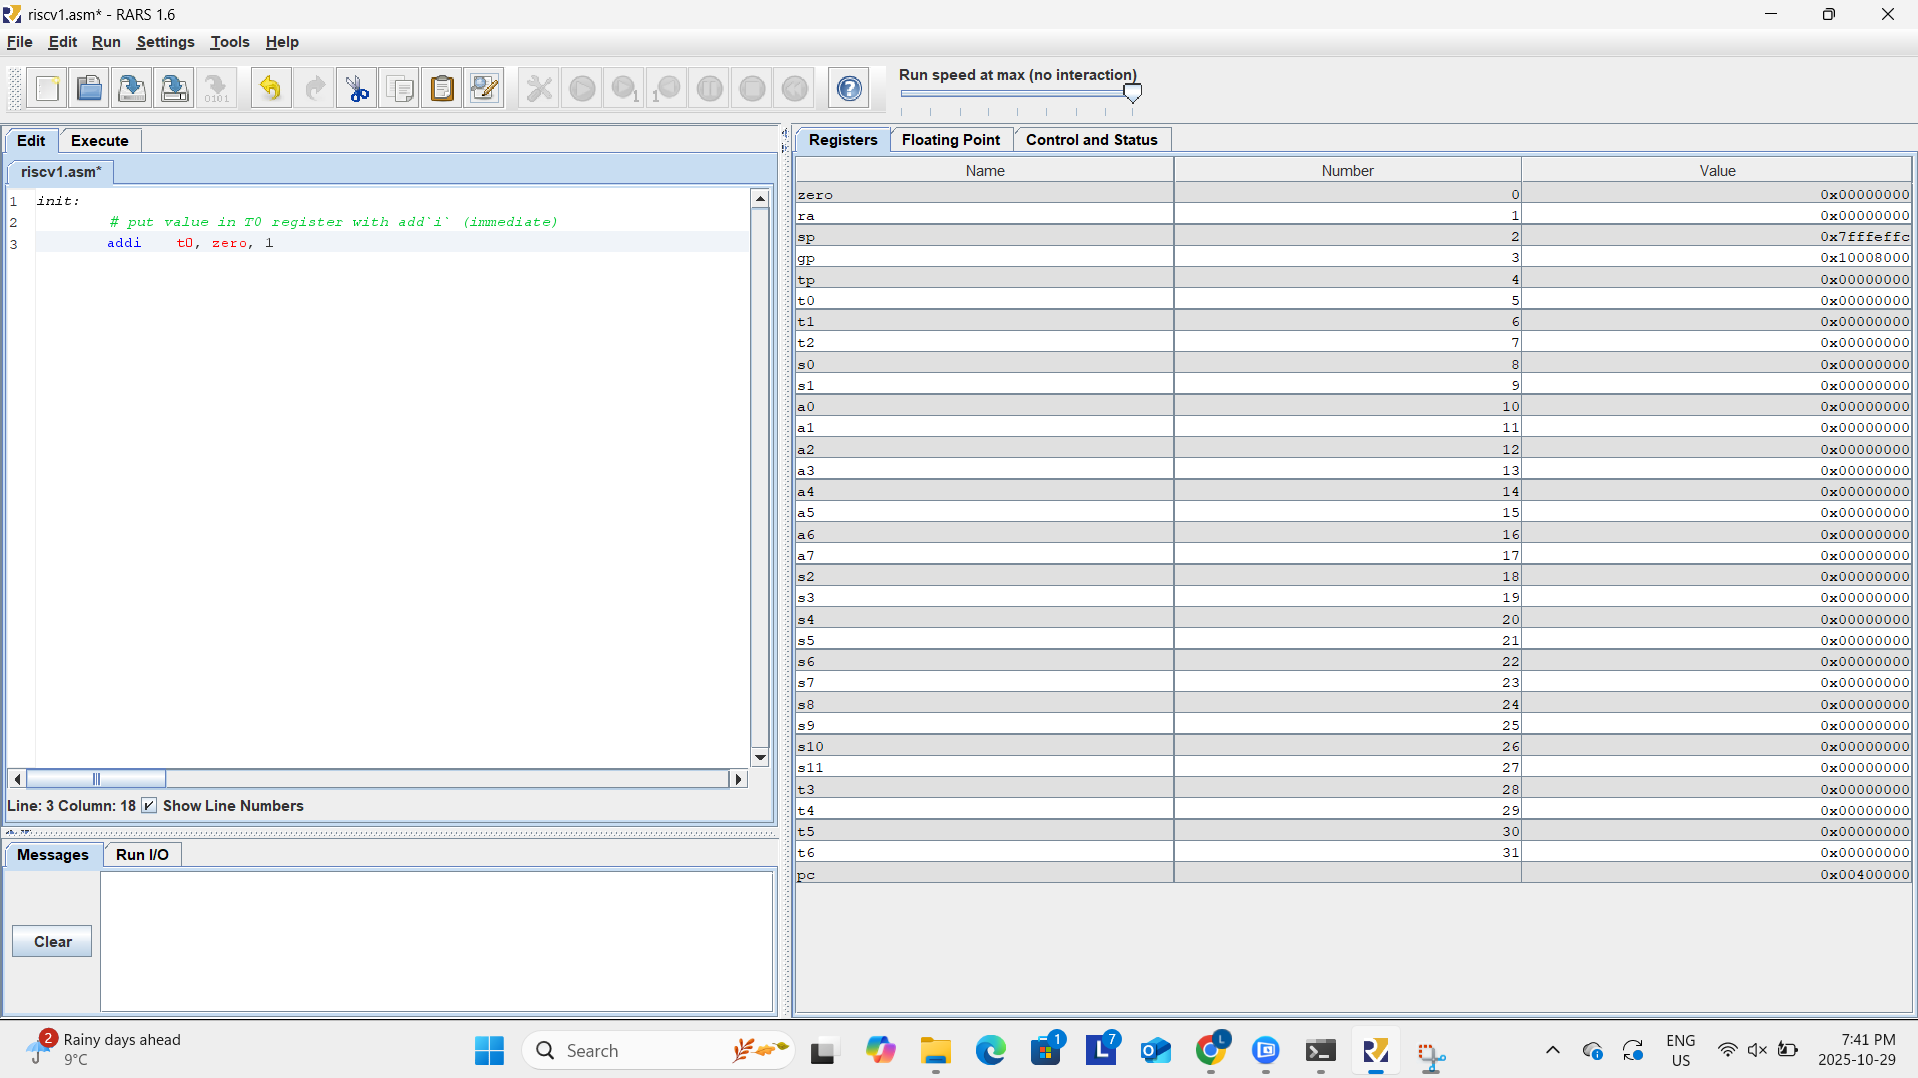 riscv1.asm* - RARS 1.6
File Edit Run Settings Tools Help
Run speed at max (no interaction)
Edit Execute
riscv1.asm*
1 init:
2 # put value in T0 register with add`i` (immediate)
3 addi t0, zero, 1
Line: 3 Column: 18 Show Line Numbers
Messages Run I/O
Clear
Registers Floating Point Control and Status
Name Number Value
zero 0 0x00000000
ra 1 0x00000000
sp 2 0x7fffeffc
gp 3 0x10008000
tp 4 0x00000000
t0 5 0x00000000
t1 6 0x00000000
t2 7 0x00000000
s0 8 0x00000000
s1 9 0x00000000
a0 10 0x00000000
a1 11 0x00000000
a2 12 0x00000000
a3 13 0x00000000
a4 14 0x00000000
a5 15 0x00000000
a6 16 0x00000000
a7 17 0x00000000
s2 18 0x00000000
s3 19 0x00000000
s4 20 0x00000000
s5 21 0x00000000
s6 22 0x00000000
s7 23 0x00000000
s8 24 0x00000000
s9 25 0x00000000
s10 26 0x00000000
s11 27 0x00000000
t3 28 0x00000000
t4 29 0x00000000
t5 30 0x00000000
t6 31 0x00000000
pc 0x00400000
2 Rainy days ahead
9°C
Search
1
L 7
L
ENG
US
7:41 PM
2025-10-29